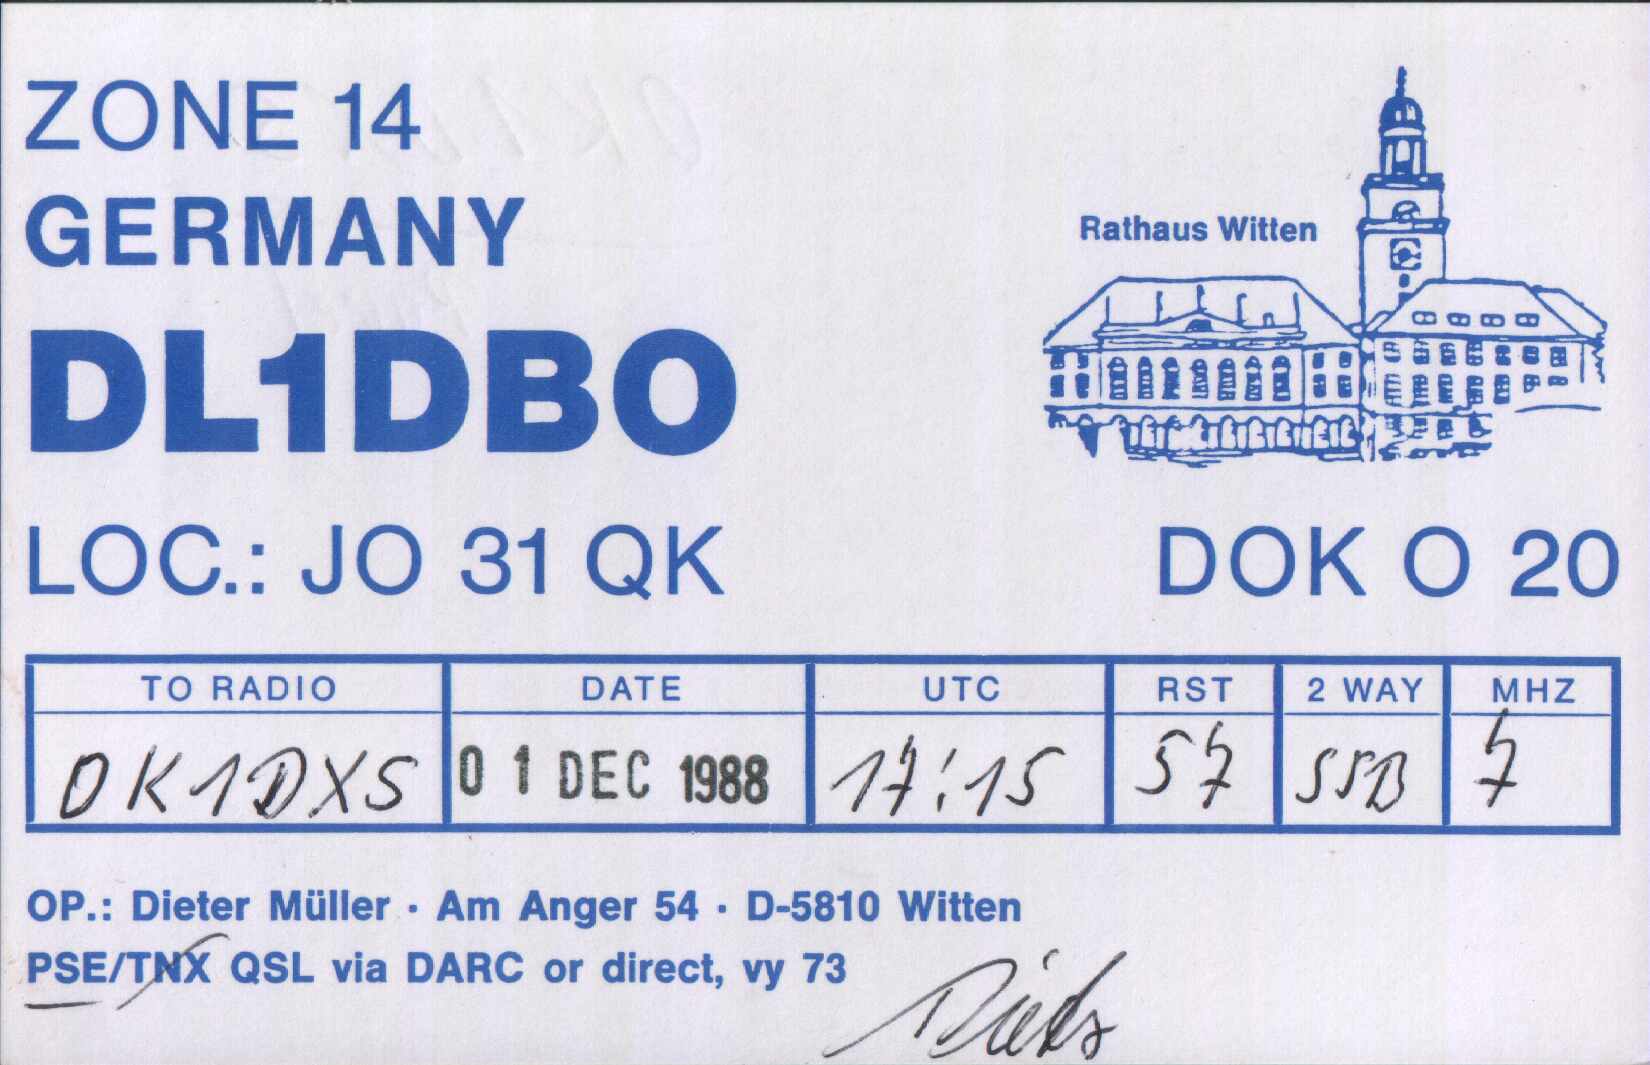 ZONE 14
GERMANY
Rathaus Witten
DL1DBO
LOC.: JO 31 QK
DOK O 20
TO RADIO DATE UTC RST 2 WAY MHZ
OK1DXS 01 DEC 1988 17:15 57 SSB 7
OP.: Dieter Müller · Am Anger 54 · D-5810 Witten
PSE/TNX QSL via DARC or direct, vy 73
Dieter